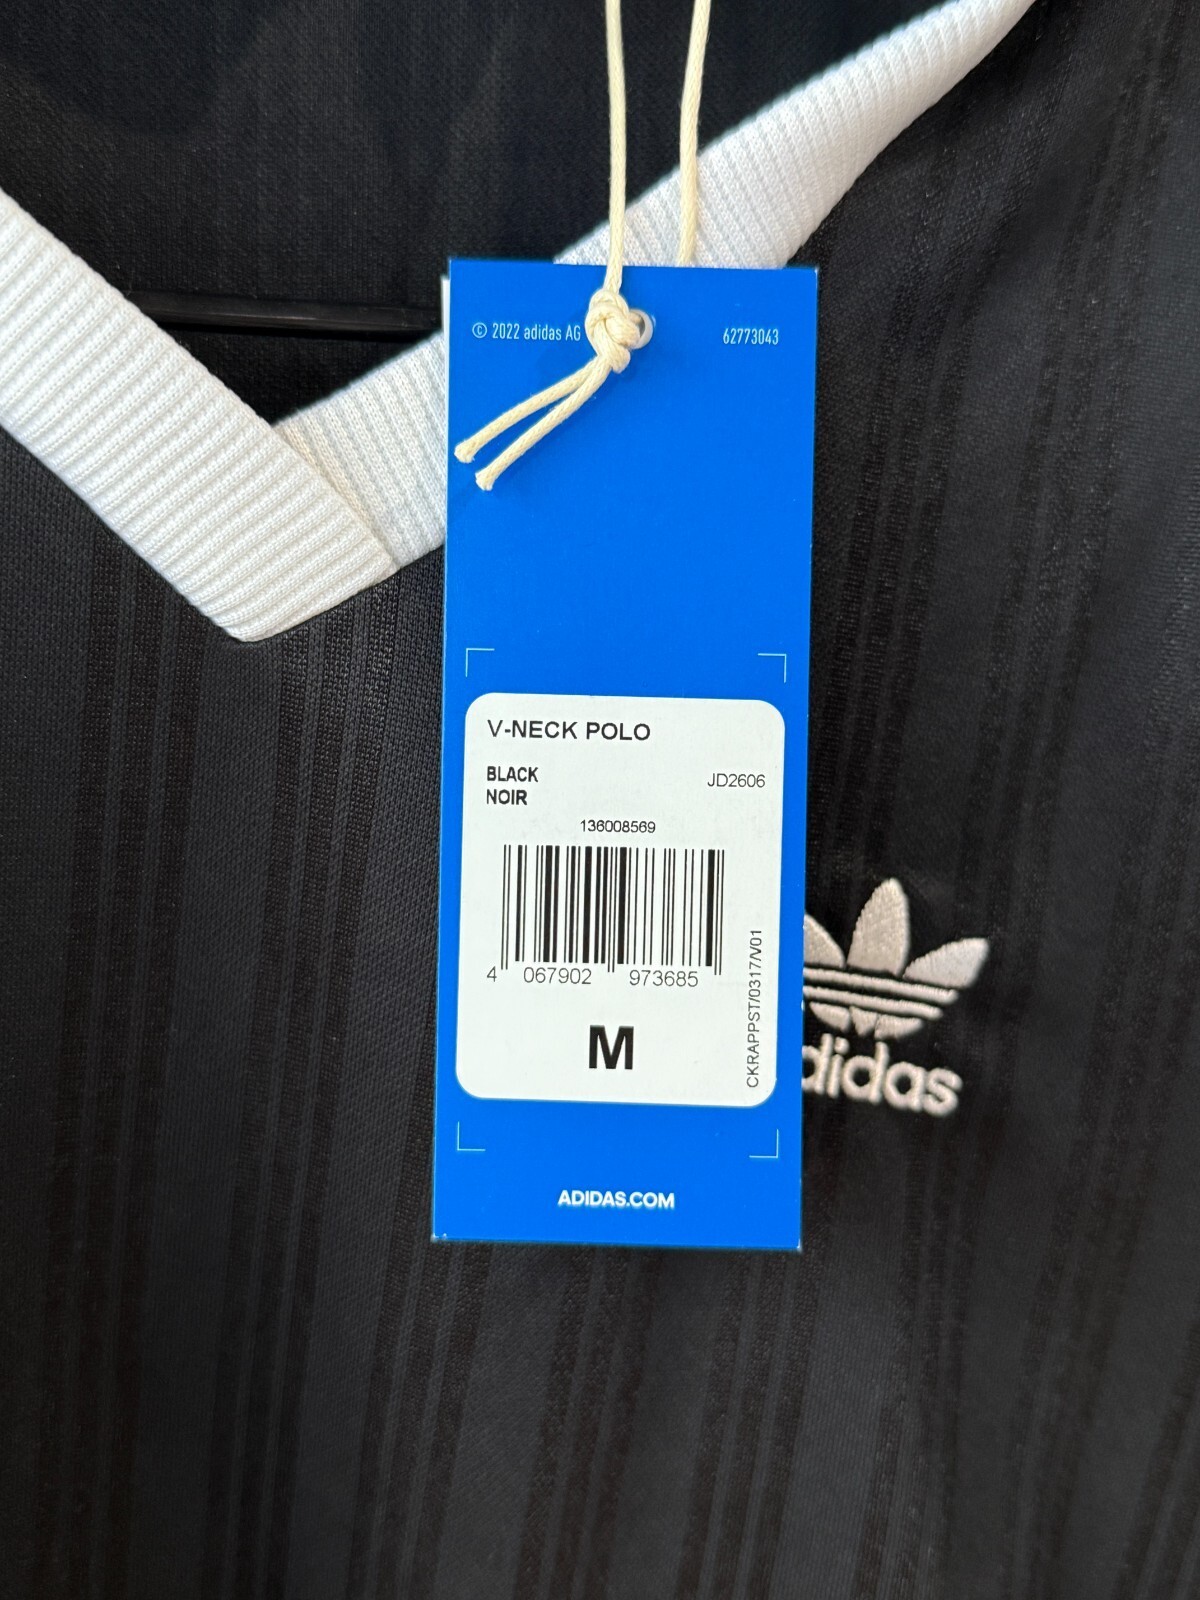 © 2022 adidas AG
62773043
V-NECK POLO
BLACK
NOIR
JD2606
136008569
4 067902 973685
CKRAPPST/0317/V01
M
adidas
ADIDAS.COM